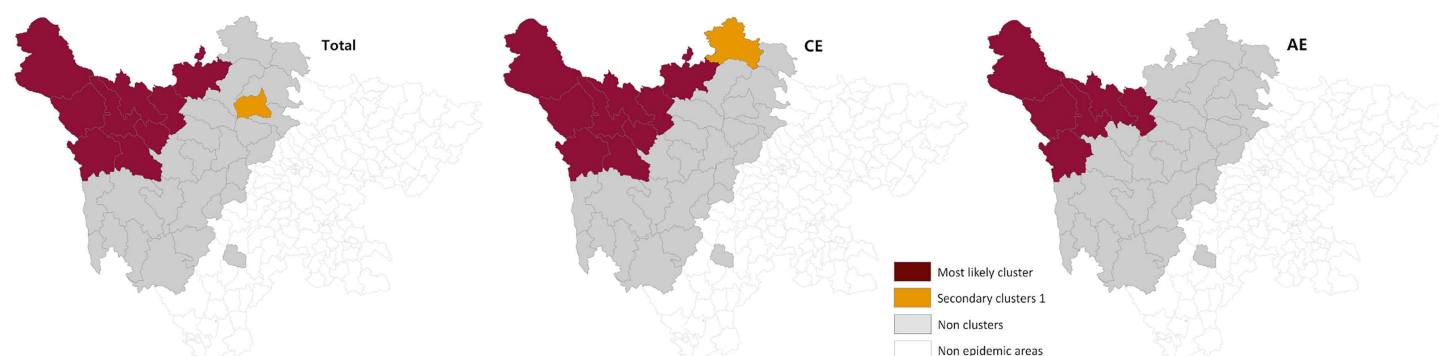 Total
CE
AE
Most likely cluster
Secondary clusters 1
Non clusters
Non epidemic areas